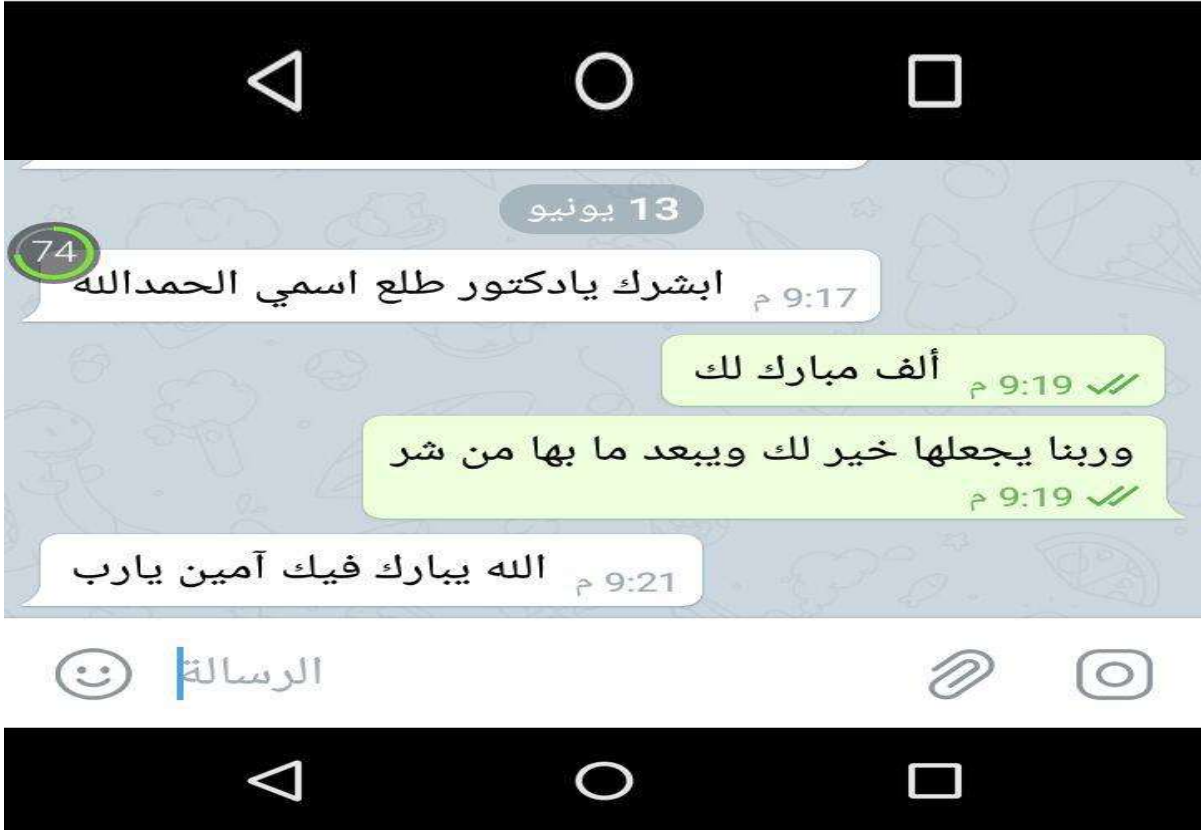 13 يونيو
74
ابشرك يادكتور طلع اسمي الحمدالله
9:17 م
ألف مبارك لك
9:19 م
وربنا يجعلها خير لك ويبعد ما بها من شر
9:19 م
الله يبارك فيك آمين يارب
9:21 م
الرسالة